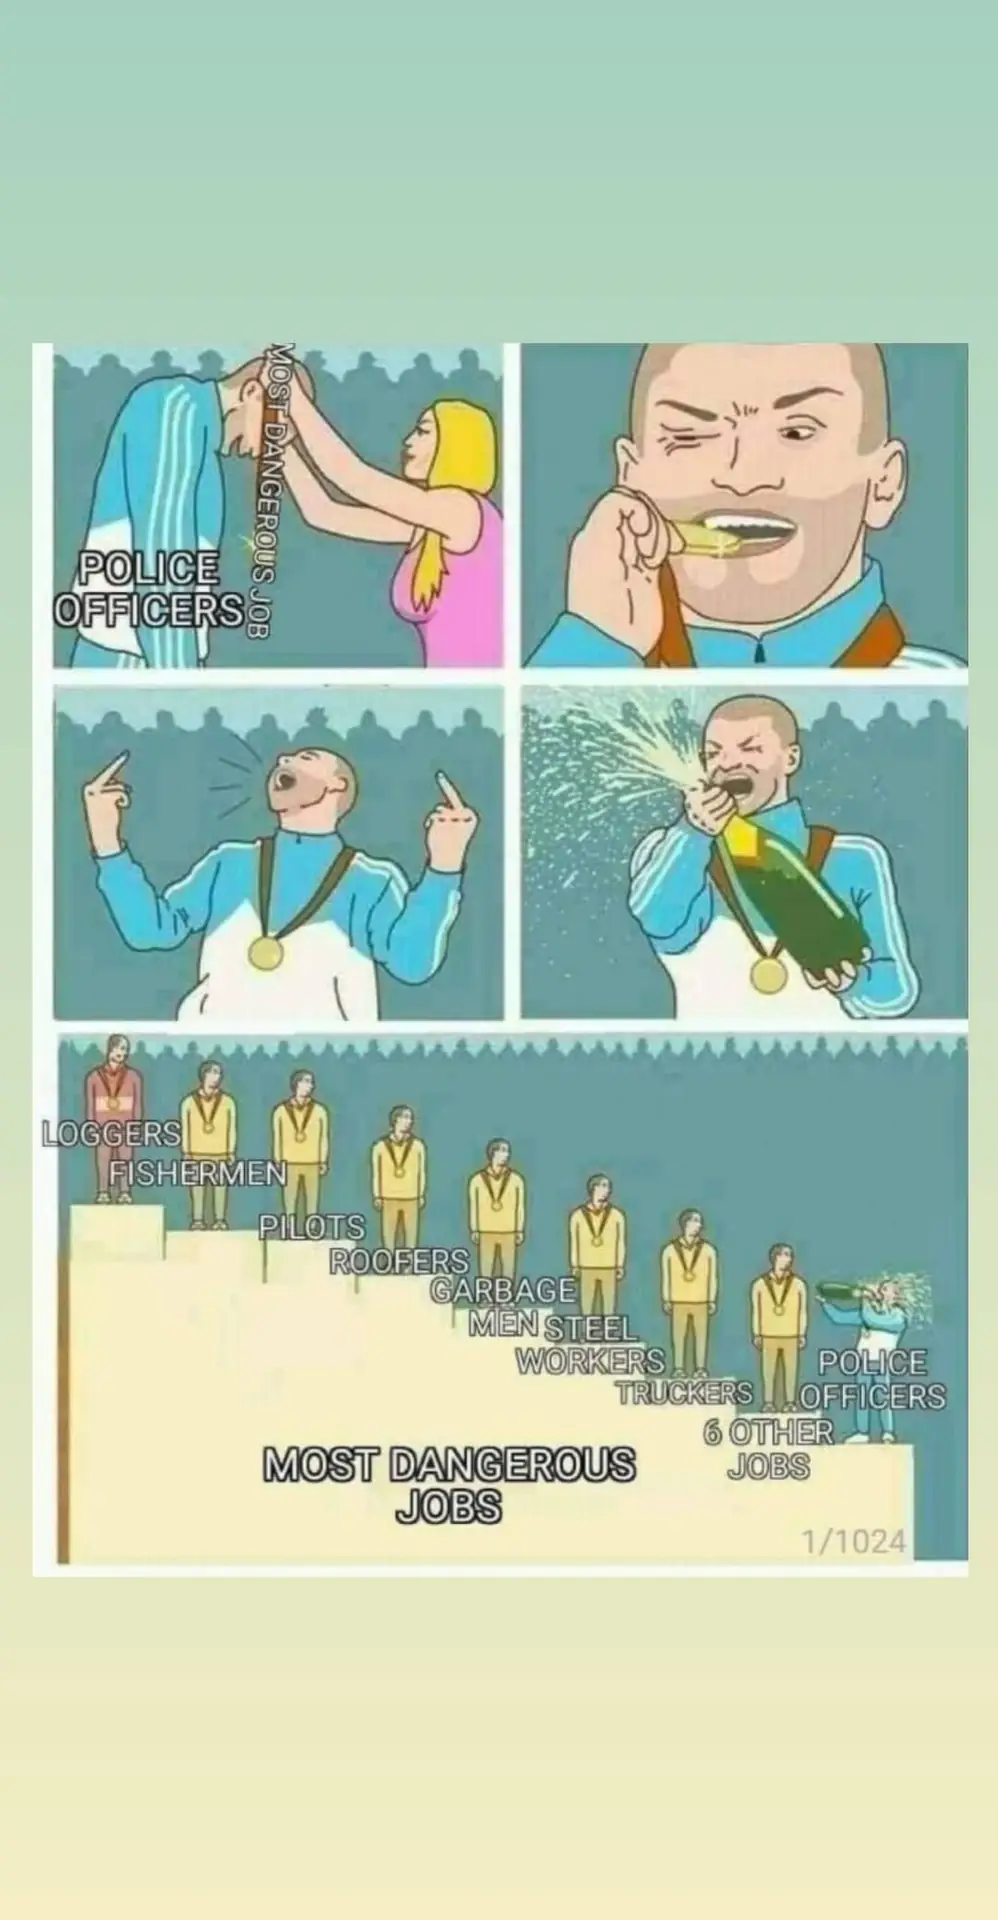 MOST DANGEROUS JOB
POLICE
OFFICERS
LOGGERS
FISHERMEN
PILOTS
ROOFERS
GARBAGE
MEN
STEEL
WORKERS
TRUCKERS
6 OTHER
JOBS
POLICE
OFFICERS
MOST DANGEROUS
JOBS
1/1024